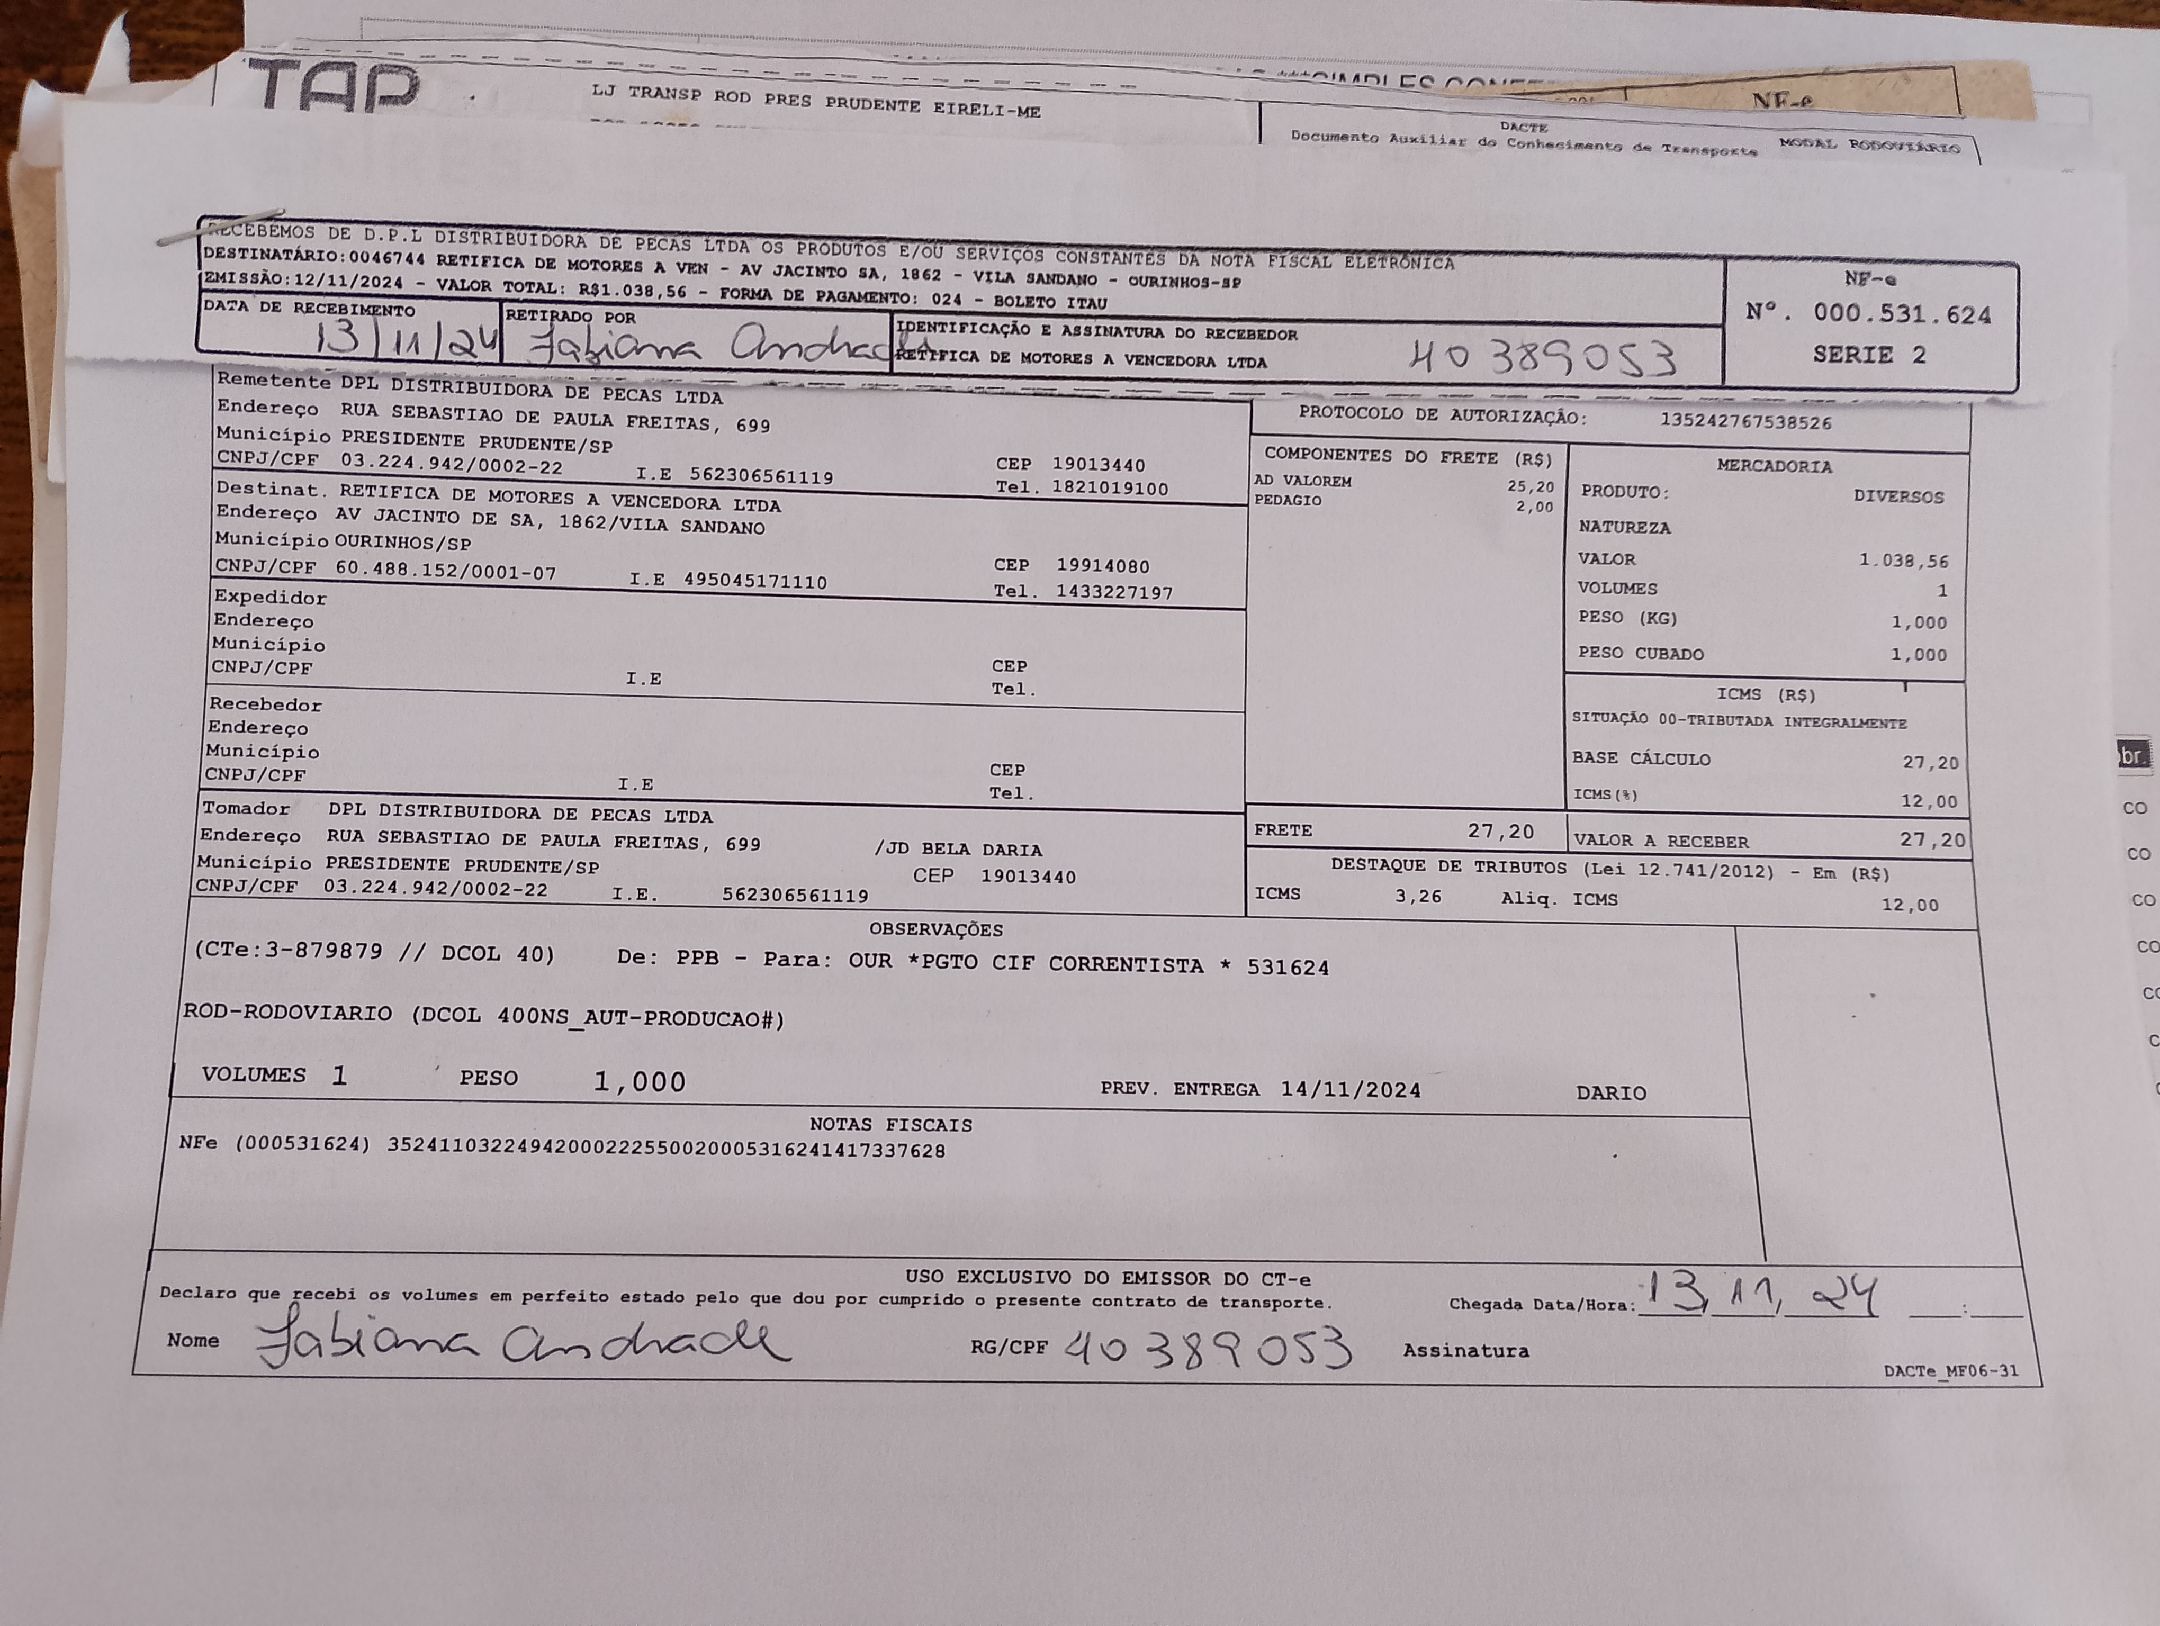 TAP
LJ TRANSP ROD PRES PRUDENTE EIRELI-ME
NF-e
DACTE
Documento Auxiliar do Conhecimento de Transporte MODAL RODOVIÁRIO
RECEBEMOS DE D.P.L DISTRIBUIDORA DE PECAS LTDA OS PRODUTOS E/OU SERVIÇOS CONSTANTES DA NOTA FISCAL ELETRÔNICA
DESTINATÁRIO:0046744 RETIFICA DE MOTORES A VEN - AV JACINTO SA, 1862 - VILA SANDANO - OURINHOS-SP
EMISSÃO:12/11/2024 - VALOR TOTAL: R$1.038,56 - FORMA DE PAGAMENTO: 024 - BOLETO ITAU
NF-e
Nº. 000.531.624
SERIE 2
DATA DE RECEBIMENTO
13/11/24
RETIRADO POR
Fabiana Andrade
IDENTIFICAÇÃO E ASSINATURA DO RECEBEDOR
RETIFICA DE MOTORES A VENCEDORA LTDA
40389053
Remetente DPL DISTRIBUIDORA DE PECAS LTDA
Endereço RUA SEBASTIAO DE PAULA FREITAS, 699
Município PRESIDENTE PRUDENTE/SP
CEP 19013440
CNPJ/CPF 03.224.942/0002-22 I.E 562306561119 Tel. 1821019100
Destinat. RETIFICA DE MOTORES A VENCEDORA LTDA
Endereço AV JACINTO DE SA, 1862/VILA SANDANO
Município OURINHOS/SP
CEP 19914080
CNPJ/CPF 60.488.152/0001-07 I.E 495045171110 Tel. 1433227197
Expedidor
Endereço
Município
CNPJ/CPF I.E CEP
Tel.
Recebedor
Endereço
Município
CNPJ/CPF I.E CEP
Tel.
Tomador DPL DISTRIBUIDORA DE PECAS LTDA
Endereço RUA SEBASTIAO DE PAULA FREITAS, 699 /JD BELA DARIA
Município PRESIDENTE PRUDENTE/SP CEP 19013440
CNPJ/CPF 03.224.942/0002-22 I.E. 562306561119
PROTOCOLO DE AUTORIZAÇÃO: 135242767538526
COMPONENTES DO FRETE (R$)
AD VALOREM 25,20
PEDAGIO 2,00
MERCADORIA
PRODUTO: DIVERSOS
NATUREZA
VALOR 1.038,56
VOLUMES 1
PESO (KG) 1,000
PESO CUBADO 1,000
ICMS (R$)
SITUAÇÃO 00-TRIBUTADA INTEGRALMENTE
BASE CÁLCULO 27,20
ICMS(%) 12,00
FRETE 27,20 VALOR A RECEBER 27,20
DESTAQUE DE TRIBUTOS (Lei 12.741/2012) - Em (R$)
ICMS 3,26 Aliq. ICMS 12,00
OBSERVAÇÕES
(CTe:3-879879 // DCOL 40) De: PPB - Para: OUR *PGTO CIF CORRENTISTA * 531624
ROD-RODOVIARIO (DCOL 400NS_AUT-PRODUCAO#)
VOLUMES 1 PESO 1,000 PREV. ENTREGA 14/11/2024 DARIO
NOTAS FISCAIS
NFe (000531624) 35241103224942000222550020005316241417337628
USO EXCLUSIVO DO EMISSOR DO CT-e
Declaro que recebi os volumes em perfeito estado pelo que dou por cumprido o presente contrato de transporte. Chegada Data/Hora: 13, 11, 24 :
Nome Fabiana Andrade RG/CPF 40389053 Assinatura
DACTe_MF06-31
br.
CO
CO
CO
CO